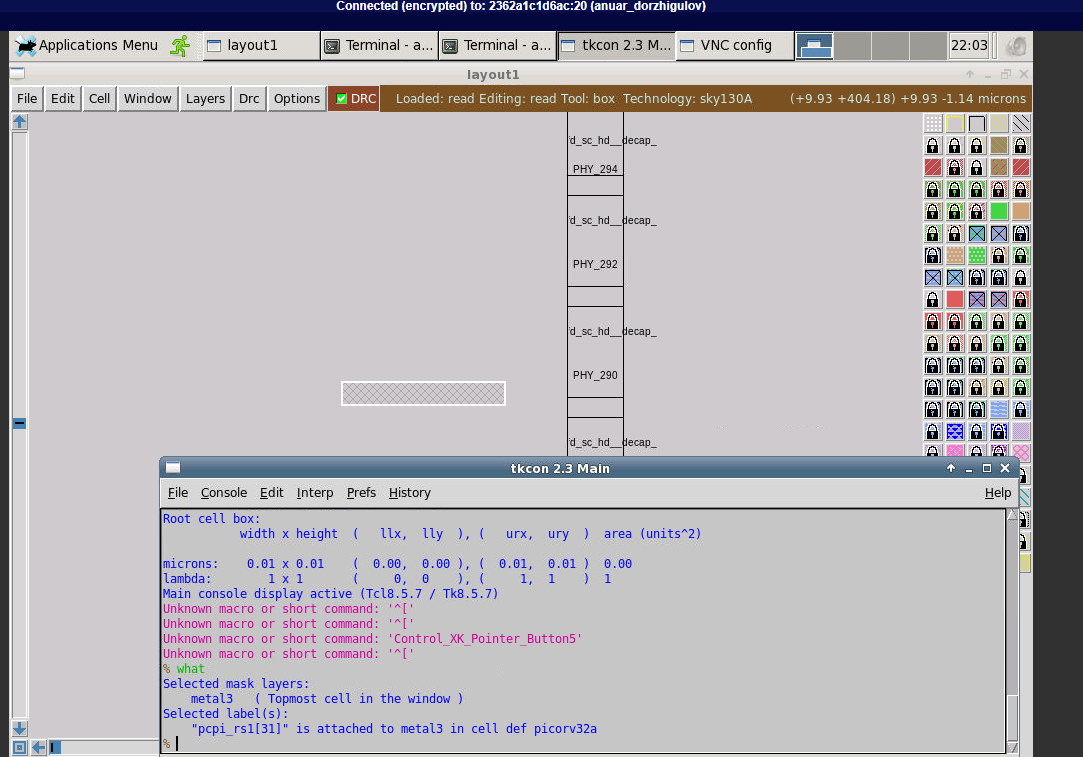 Connected (encrypted) to: 2362a1c1d6ac:20 (anuar_dorzhigulov)
Applications Menu layout1 Terminal - a... Terminal - a... tkcon 2.3 M... VNC config 22:03
layout1
File Edit Cell Window Layers Drc Options DRC Loaded: read Editing: read Tool: box Technology: sky130A (+9.93 +404.18) +9.93 -1.14 microns
fd_sc_hd__decap_
PHY_294
fd_sc_hd__decap_
PHY_292
fd_sc_hd__decap_
PHY_290
fd_sc_hd__decap_
tkcon 2.3 Main
File Console Edit Interp Prefs History Help
Root cell box:
width x height ( llx, lly ), ( urx, ury ) area (units^2)
microns: 0.01 x 0.01 ( 0.00, 0.00 ), ( 0.01, 0.01 ) 0.00
lambda: 1 x 1 ( 0, 0 ), ( 1, 1 ) 1
Main console display active (Tcl8.5.7 / Tk8.5.7)
Unknown macro or short command: '^['
Unknown macro or short command: '^['
Unknown macro or short command: 'Control_XK_Pointer_Button5'
Unknown macro or short command: '^['
% what
Selected mask layers:
metal3 ( Topmost cell in the window )
Selected label(s):
"pcpi_rs1[31]" is attached to metal3 in cell def picorv32a
%